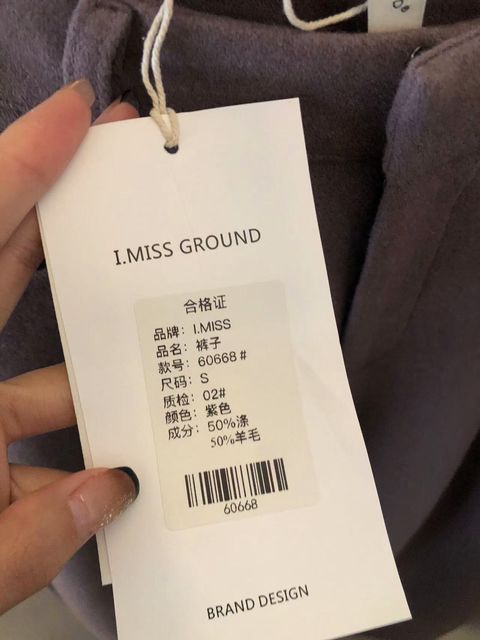 I.MISS GROUND
合格证
品牌：I.MISS
品名：裤子
款号：60668＃
尺码：S
质检：02#
颜色：紫色
成分：50%涤
50%羊毛
60668
BRAND DESIGN